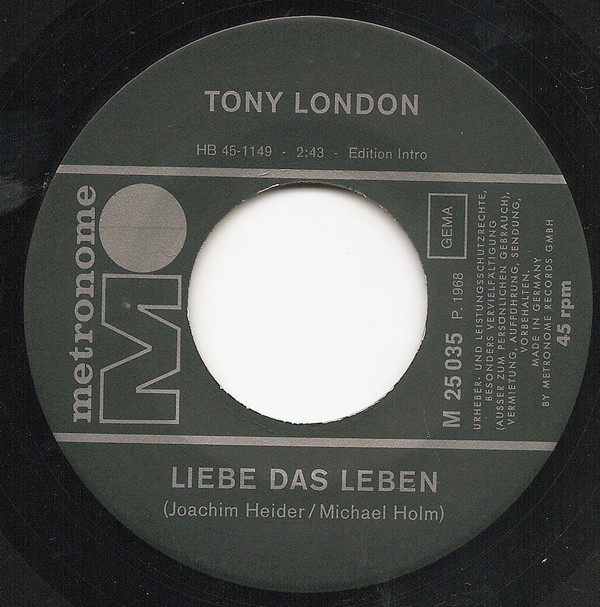 TONY LONDON
HB 45-1149 - 2:43 - Edition Intro
metronome
GEMA
M 25 035 P. 1968
URHEBER- UND LEISTUNGSSCHUTZRECHTE,
BESONDERS VERVIELFÄLTIGUNG
(AUSSER ZUM PERSÖNLICHEN GEBRAUCH),
VERMIETUNG, AUFFÜHRUNG, SENDUNG,
VORBEHALTEN.
MADE IN GERMANY
BY METRONOME RECORDS GMBH
45 rpm
LIEBE DAS LEBEN
(Joachim Heider/Michael Holm)